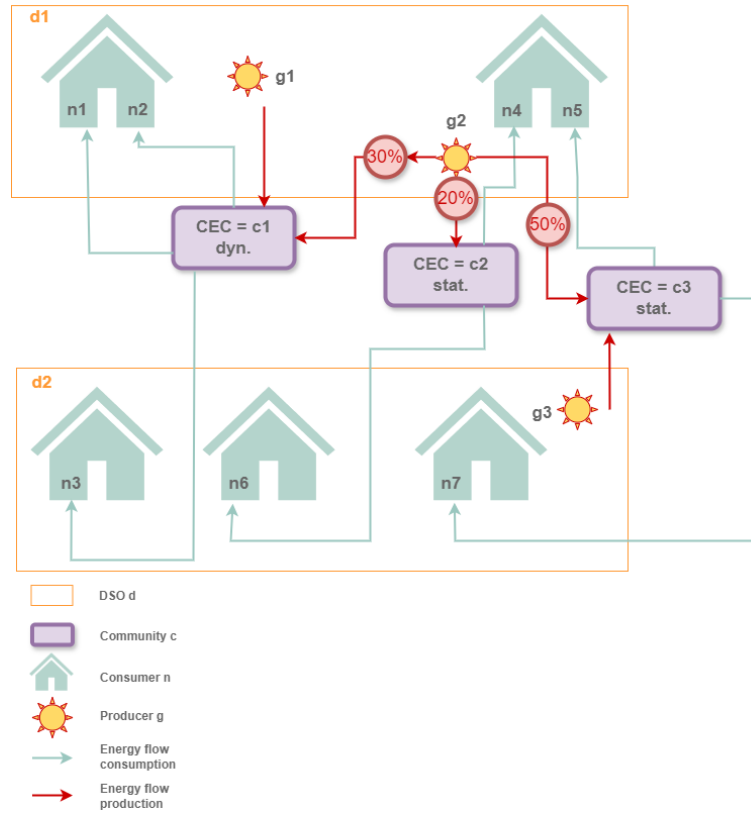 d1
n1
n2
g1
n4
n5
g2
30%
20%
50%
CEC = c1
dyn.
CEC = c2
stat.
CEC = c3
stat.
d2
n3
n6
n7
g3
DSO d
Community c
Consumer n
Producer g
Energy flow
consumption
Energy flow
production